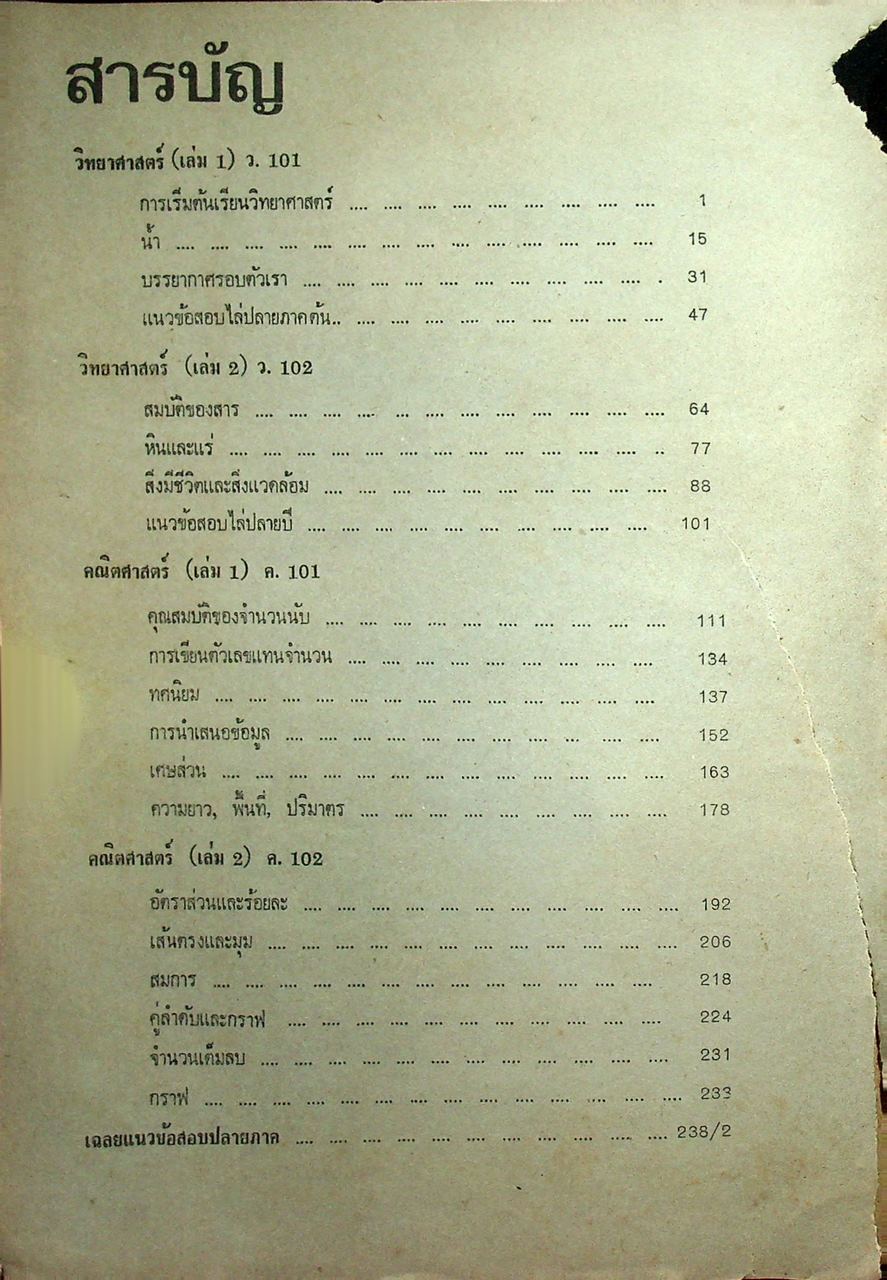 สารบัญ
วิทยาศาสตร์ (เล่ม 1) ว. 101
การเริ่มต้นเรียนวิทยาศาสตร์ .... .... .... .... .... .... .... .... .... 1
น้ำ .... .... .... .... .... .... .... .... .... .... .... .... .... .... 15
บรรยากาศรอบตัวเรา .... .... .... .... .... .... .... .... .... .... . 31
แนวข้อสอบไล่ปลายภาคต้น.. .... .... .... .... .... .... .... .... .... 47
วิทยาศาสตร์ (เล่ม 2) ว. 102
สมบัติของสาร .... .... .... .... ... .... .... .... .... .... .... .... 64
หินและแร่ .... .... .... .... .... .... .... .... .... .... .... .... .. 77
สิ่งมีชีวิตและสิ่งแวดล้อม .... .... .... .... .... .... .... .... .... .... 88
แนวข้อสอบไล่ปลายปี .... .... .... .... .... .... .... .... .... .... 101
คณิตศาสตร์ (เล่ม 1) ค. 101
คุณสมบัติของจำนวนนับ .... .... .... .... .... .... .... .... .... .... 111
การเขียนตัวเลขแทนจำนวน .... .... .... .... .... .... .... .... .... 134
ทศนิยม .... .... .... .... .... .... .... .... .... .... .... .... .... 137
การนำเสนอข้อมูล .... .... .... .... .... .... .... .... ... .... .... 152
เศษส่วน .... .... .... .... .... .... .... .... .... .... .... .... .... 163
ความยาว, พื้นที่, ปริมาตร .... .... .... .... .... .... .... .... .... 178
คณิตศาสตร์ (เล่ม 2) ค. 102
อัตราส่วนและร้อยละ .... .... .... .... .... .... .... .... .... .... .... 192
เส้นตรงและมุม .... .... .... .... .... .... .... .... .... .... .... .... 206
สมการ .... .... .... .... .... .... .... .... .... .... .... .... .... 218
คู่ลำดับและกราฟ .... .... .... .... .... .... .... .... .... .... .... 224
จำนวนเต็มลบ .... .... .... .... .... .... .... .... .... .... .... .... 231
กราฟ .... .... .... .... .... .... .... .... .... .... .... .... .... .... 233
เฉลยแนวข้อสอบปลายภาค .... .... .... .... .... .... .... .... .... .... .... 238/2